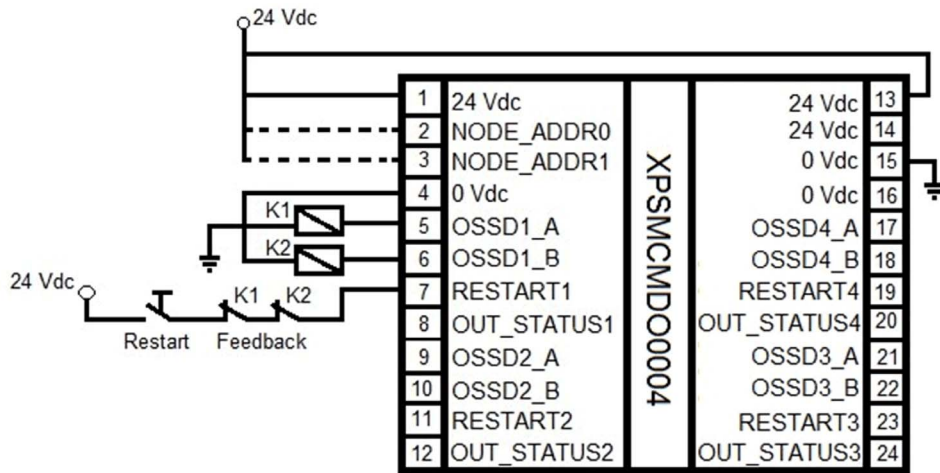 24 Vdc
1 24 Vdc
2 NODE_ADDR0
3 NODE_ADDR1
4 0 Vdc
K1
5 OSSD1_A
K2
6 OSSD1_B
24 Vdc
K1 K2
7 RESTART1
Restart Feedback
8 OUT_STATUS1
9 OSSD2_A
10 OSSD2_B
11 RESTART2
12 OUT_STATUS2
XPSMCMDO0004
24 Vdc 13
24 Vdc 14
0 Vdc 15
0 Vdc 16
OSSD4_A 17
OSSD4_B 18
RESTART4 19
OUT_STATUS4 20
OSSD3_A 21
OSSD3_B 22
RESTART3 23
OUT_STATUS3 24